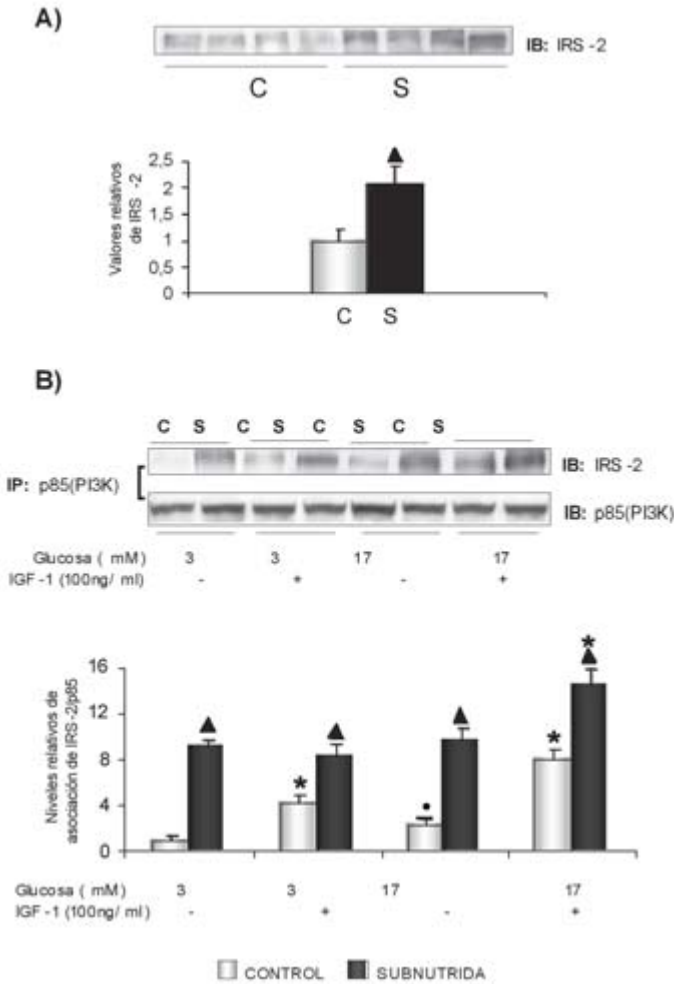 A)
IB: IRS -2
C S
Valores relativos
de IRS -2
2,5
2
1,5
1
0,5
0
C S
B)
C S C S C S C S
IB: IRS -2
IP: p85(PI3K)
IB: p85(PI3K)
Glucosa ( mM) 3 3 17 17
IGF -1 (100ng/ ml) - + - +
Niveles relativos de
asociación de IRS-2/p85
16
12
8
4
0
* * • * *
Glucosa ( mM) 3 3 17 17
IGF -1 (100ng/ ml) - + - +
CONTROL SUBNUTRIDA